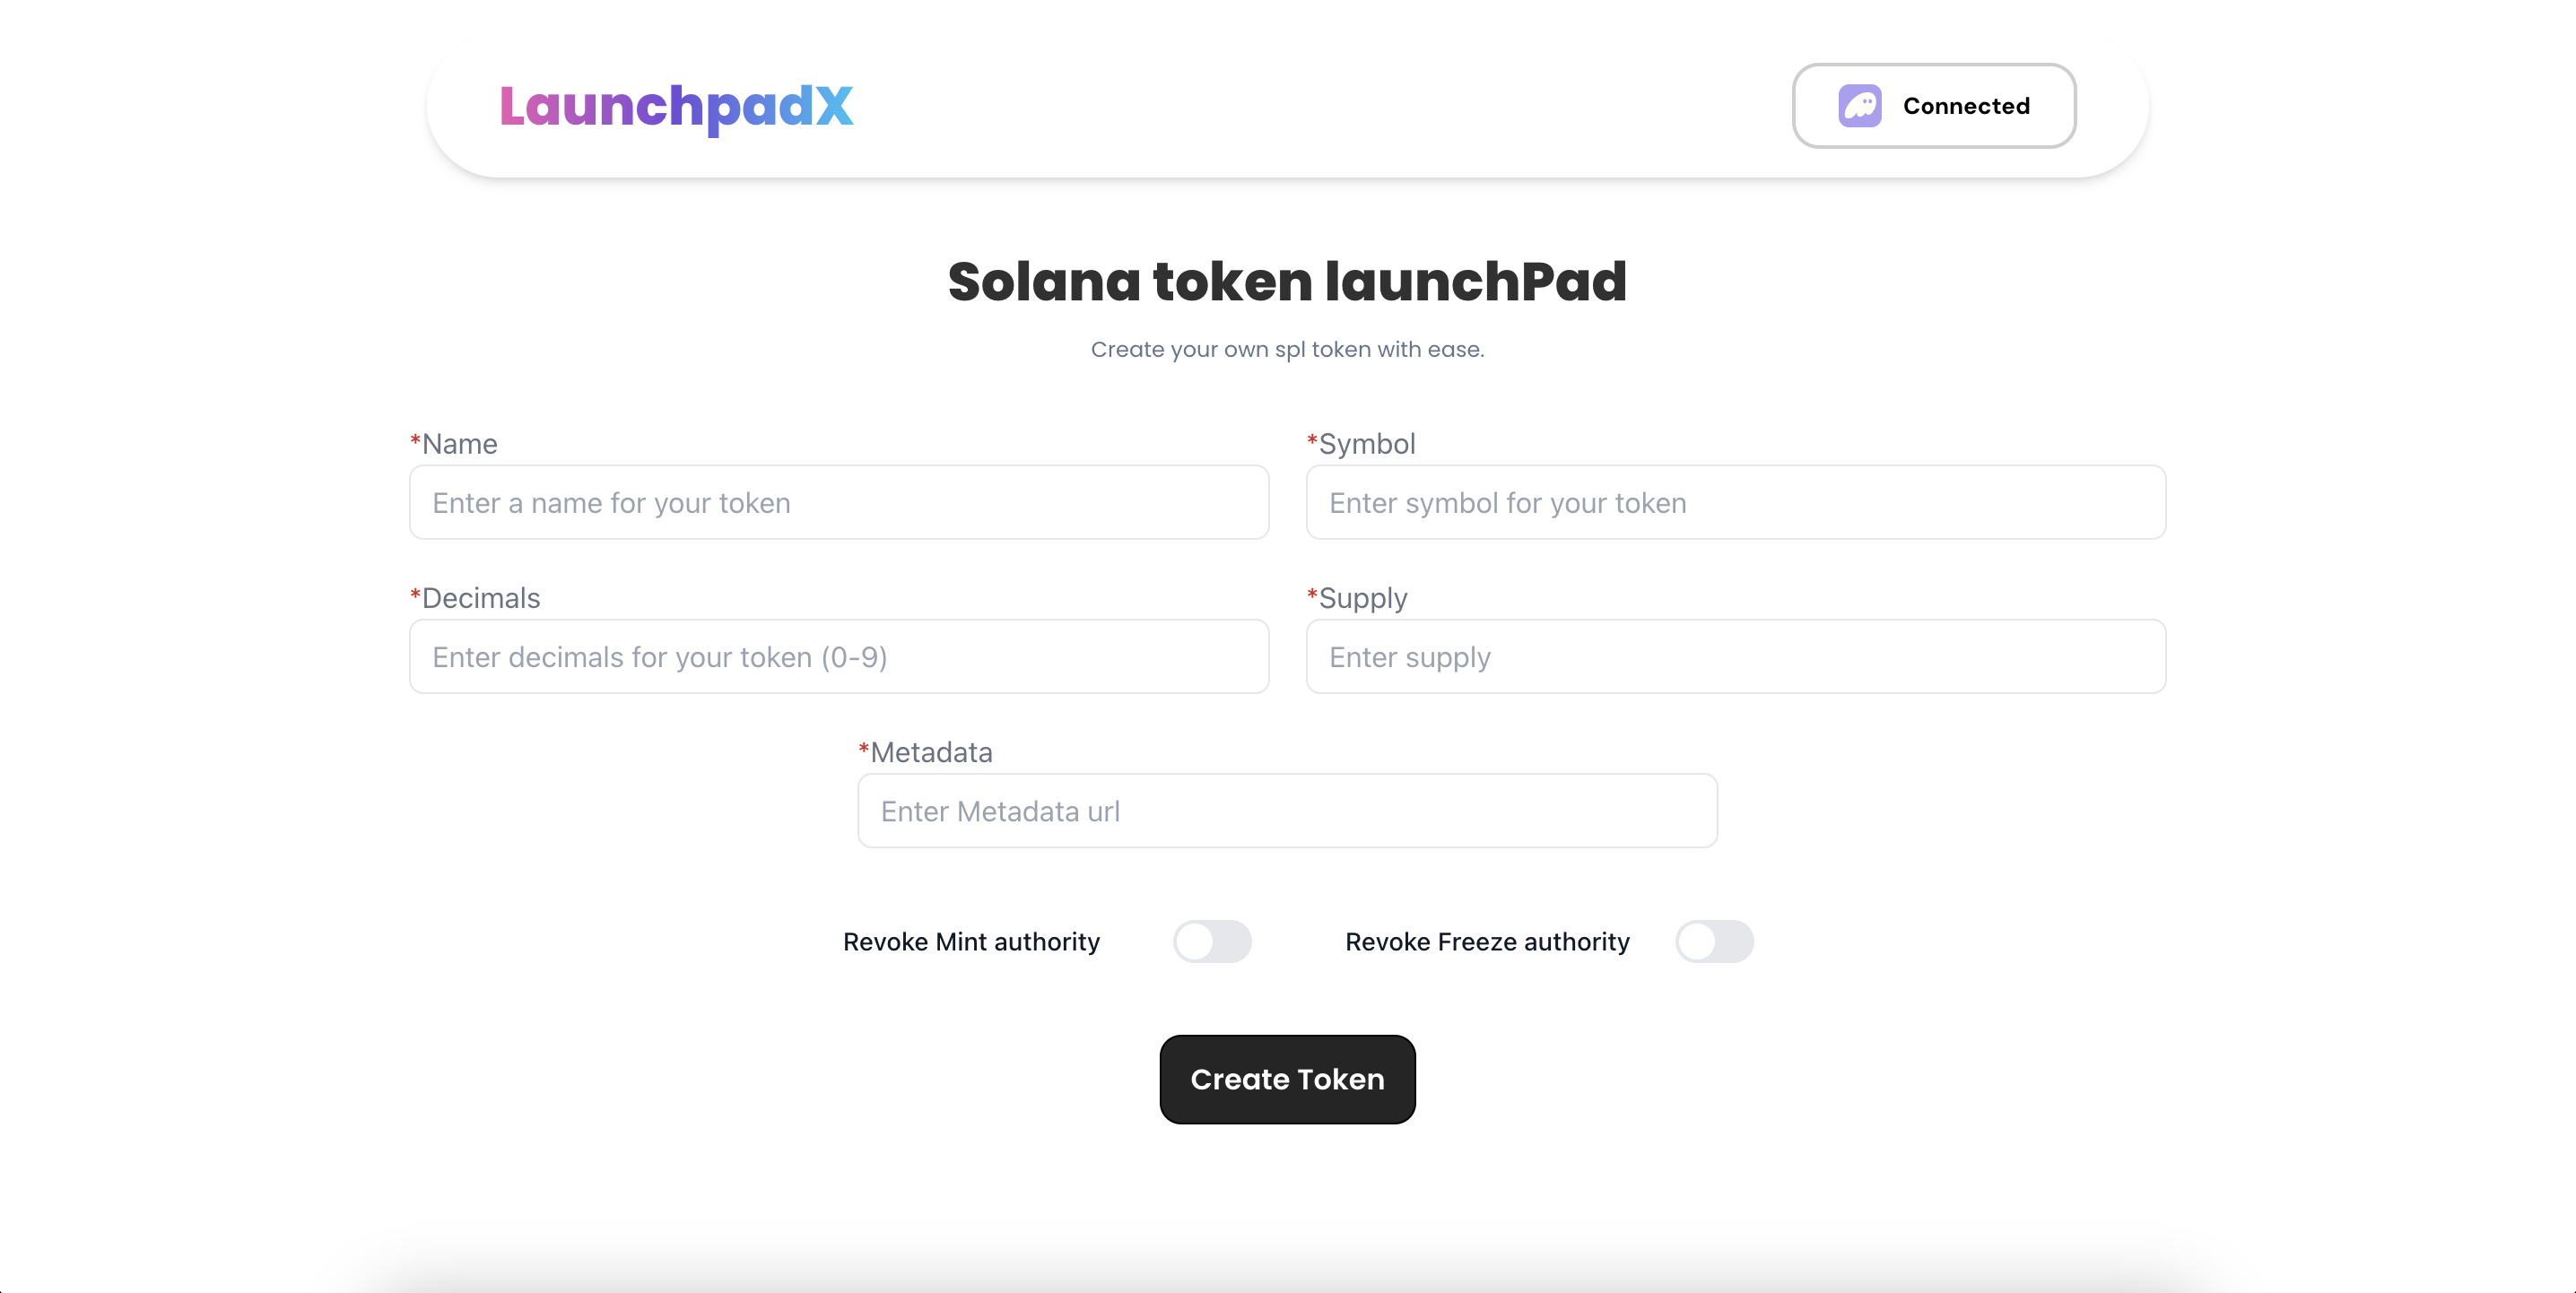 LaunchpadX
Connected
Solana token launchPad
Create your own spl token with ease.
*Name
*Symbol
Enter a name for your token
Enter symbol for your token
*Decimals
*Supply
Enter decimals for your token (0-9)
Enter supply
*Metadata
Enter Metadata url
Revoke Mint authority
Revoke Freeze authority
Create Token